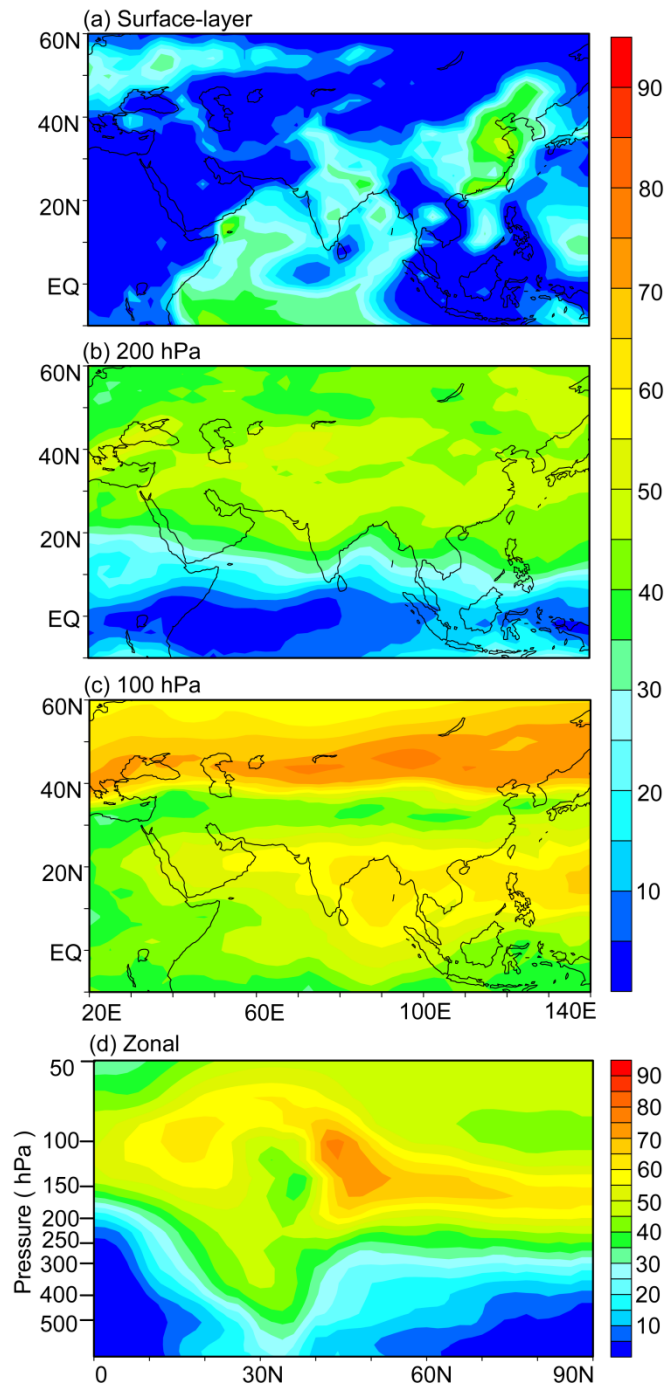 (a) Surface-layer
60N
40N
20N
EQ
(b) 200 hPa
60N
40N
20N
EQ
(c) 100 hPa
60N
40N
20N
EQ
20E 60E 100E 140E
90
80
70
60
50
40
30
20
10
(d) Zonal
50
100
150
200
250
300
400
500
Pressure ( hPa )
0 30N 60N 90N
90
80
70
60
50
40
30
20
10